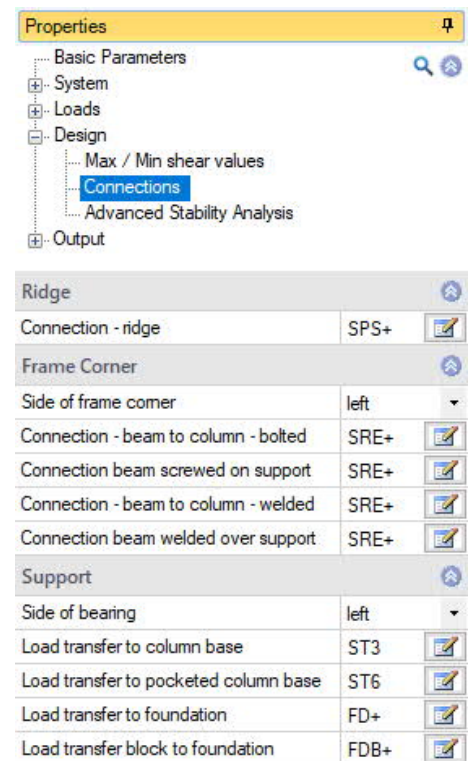 Properties
Basic Parameters
System
Loads
Design
Max / Min shear values
Connections
Advanced Stability Analysis
Output
Ridge
Connection - ridge SPS+
Frame Corner
Side of frame corner left
Connection - beam to column - bolted SRE+
Connection beam screwed on support SRE+
Connection - beam to column - welded SRE+
Connection beam welded over support SRE+
Support
Side of bearing left
Load transfer to column base ST3
Load transfer to pocketed column base ST6
Load transfer to foundation FD+
Load transfer block to foundation FDB+